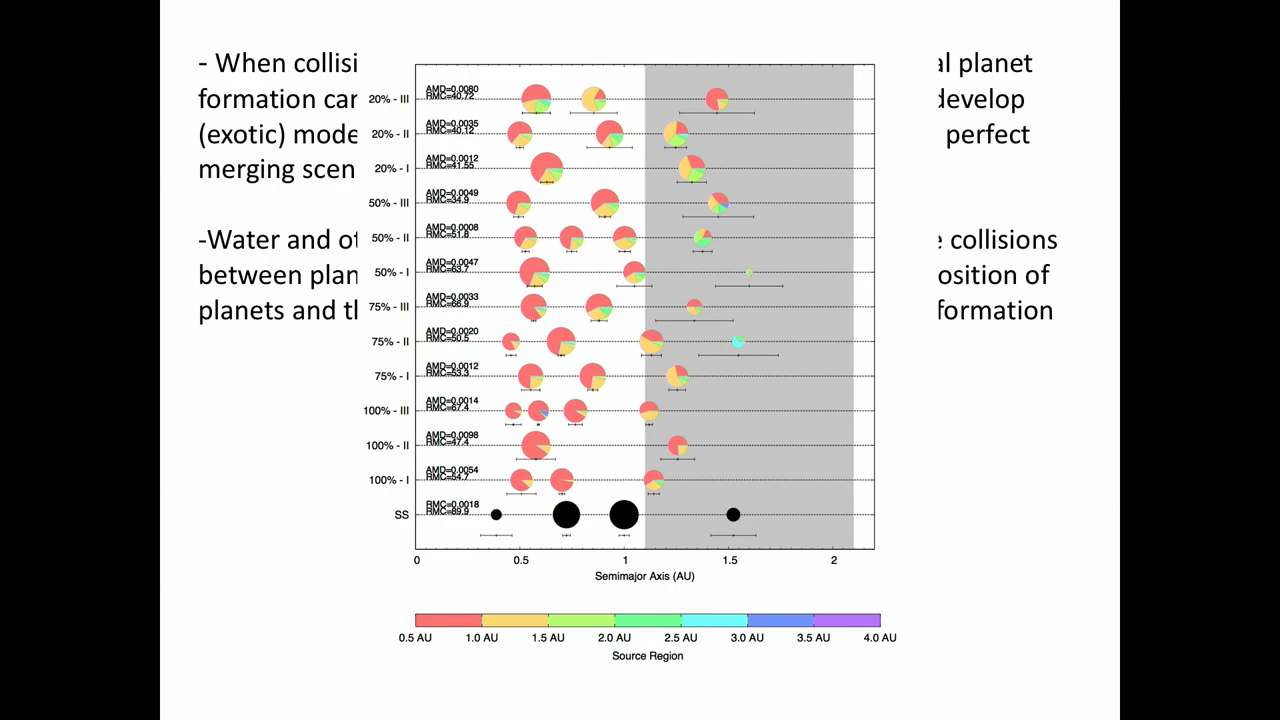 - When collisi
al planet
formation car
develop
(exotic) mode
perfect
merging scen
-Water and ot
e collisions
between plan
osition of
planets and th
formation
20% - III
AMD=0.0080
RMC=40.72
20% - II
AMD=0.0035
RMC=40.12
20% - I
AMD=0.0012
RMC=41.55
50% - III
AMD=0.0049
RMC=34.9
50% - II
AMD=0.0008
RMC=51.8
50% - I
AMD=0.0047
RMC=63.7
75% - III
AMD=0.0033
RMC=66.9
75% - II
AMD=0.0020
RMC=50.5
75% - I
AMD=0.0012
RMC=53.3
100% - III
AMD=0.0014
RMC=67.4
100% - II
AMD=0.0098
RMC=47.4
100% - I
AMD=0.0054
RMC=54.7
SS
RMC=89.9
0 0.5 1 1.5 2
Semimajor Axis (AU)
0.5 AU 1.0 AU 1.5 AU 2.0 AU 2.5 AU 3.0 AU 3.5 AU 4.0 AU
Source Region